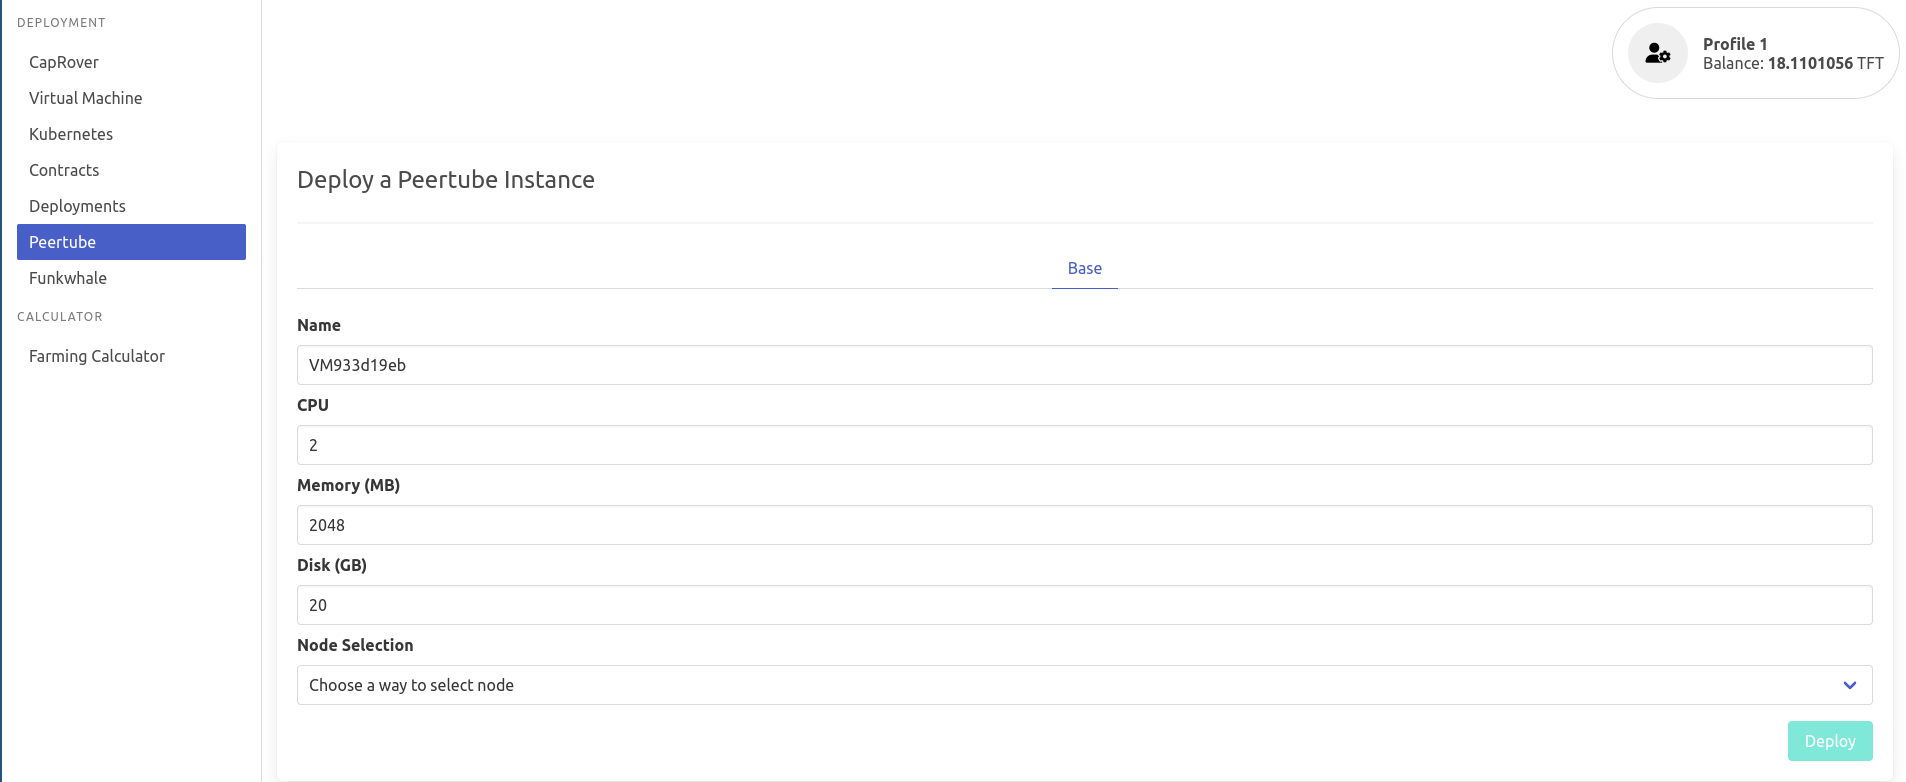 DEPLOYMENT
CapRover
Virtual Machine
Kubernetes
Contracts
Deployments
Peertube
Funkwhale
CALCULATOR
Farming Calculator
Profile 1
Balance: 18.1101056 TFT
Deploy a Peertube Instance
Base
Name
VM933d19eb
CPU
2
Memory (MB)
2048
Disk (GB)
20
Node Selection
Choose a way to select node
Deploy